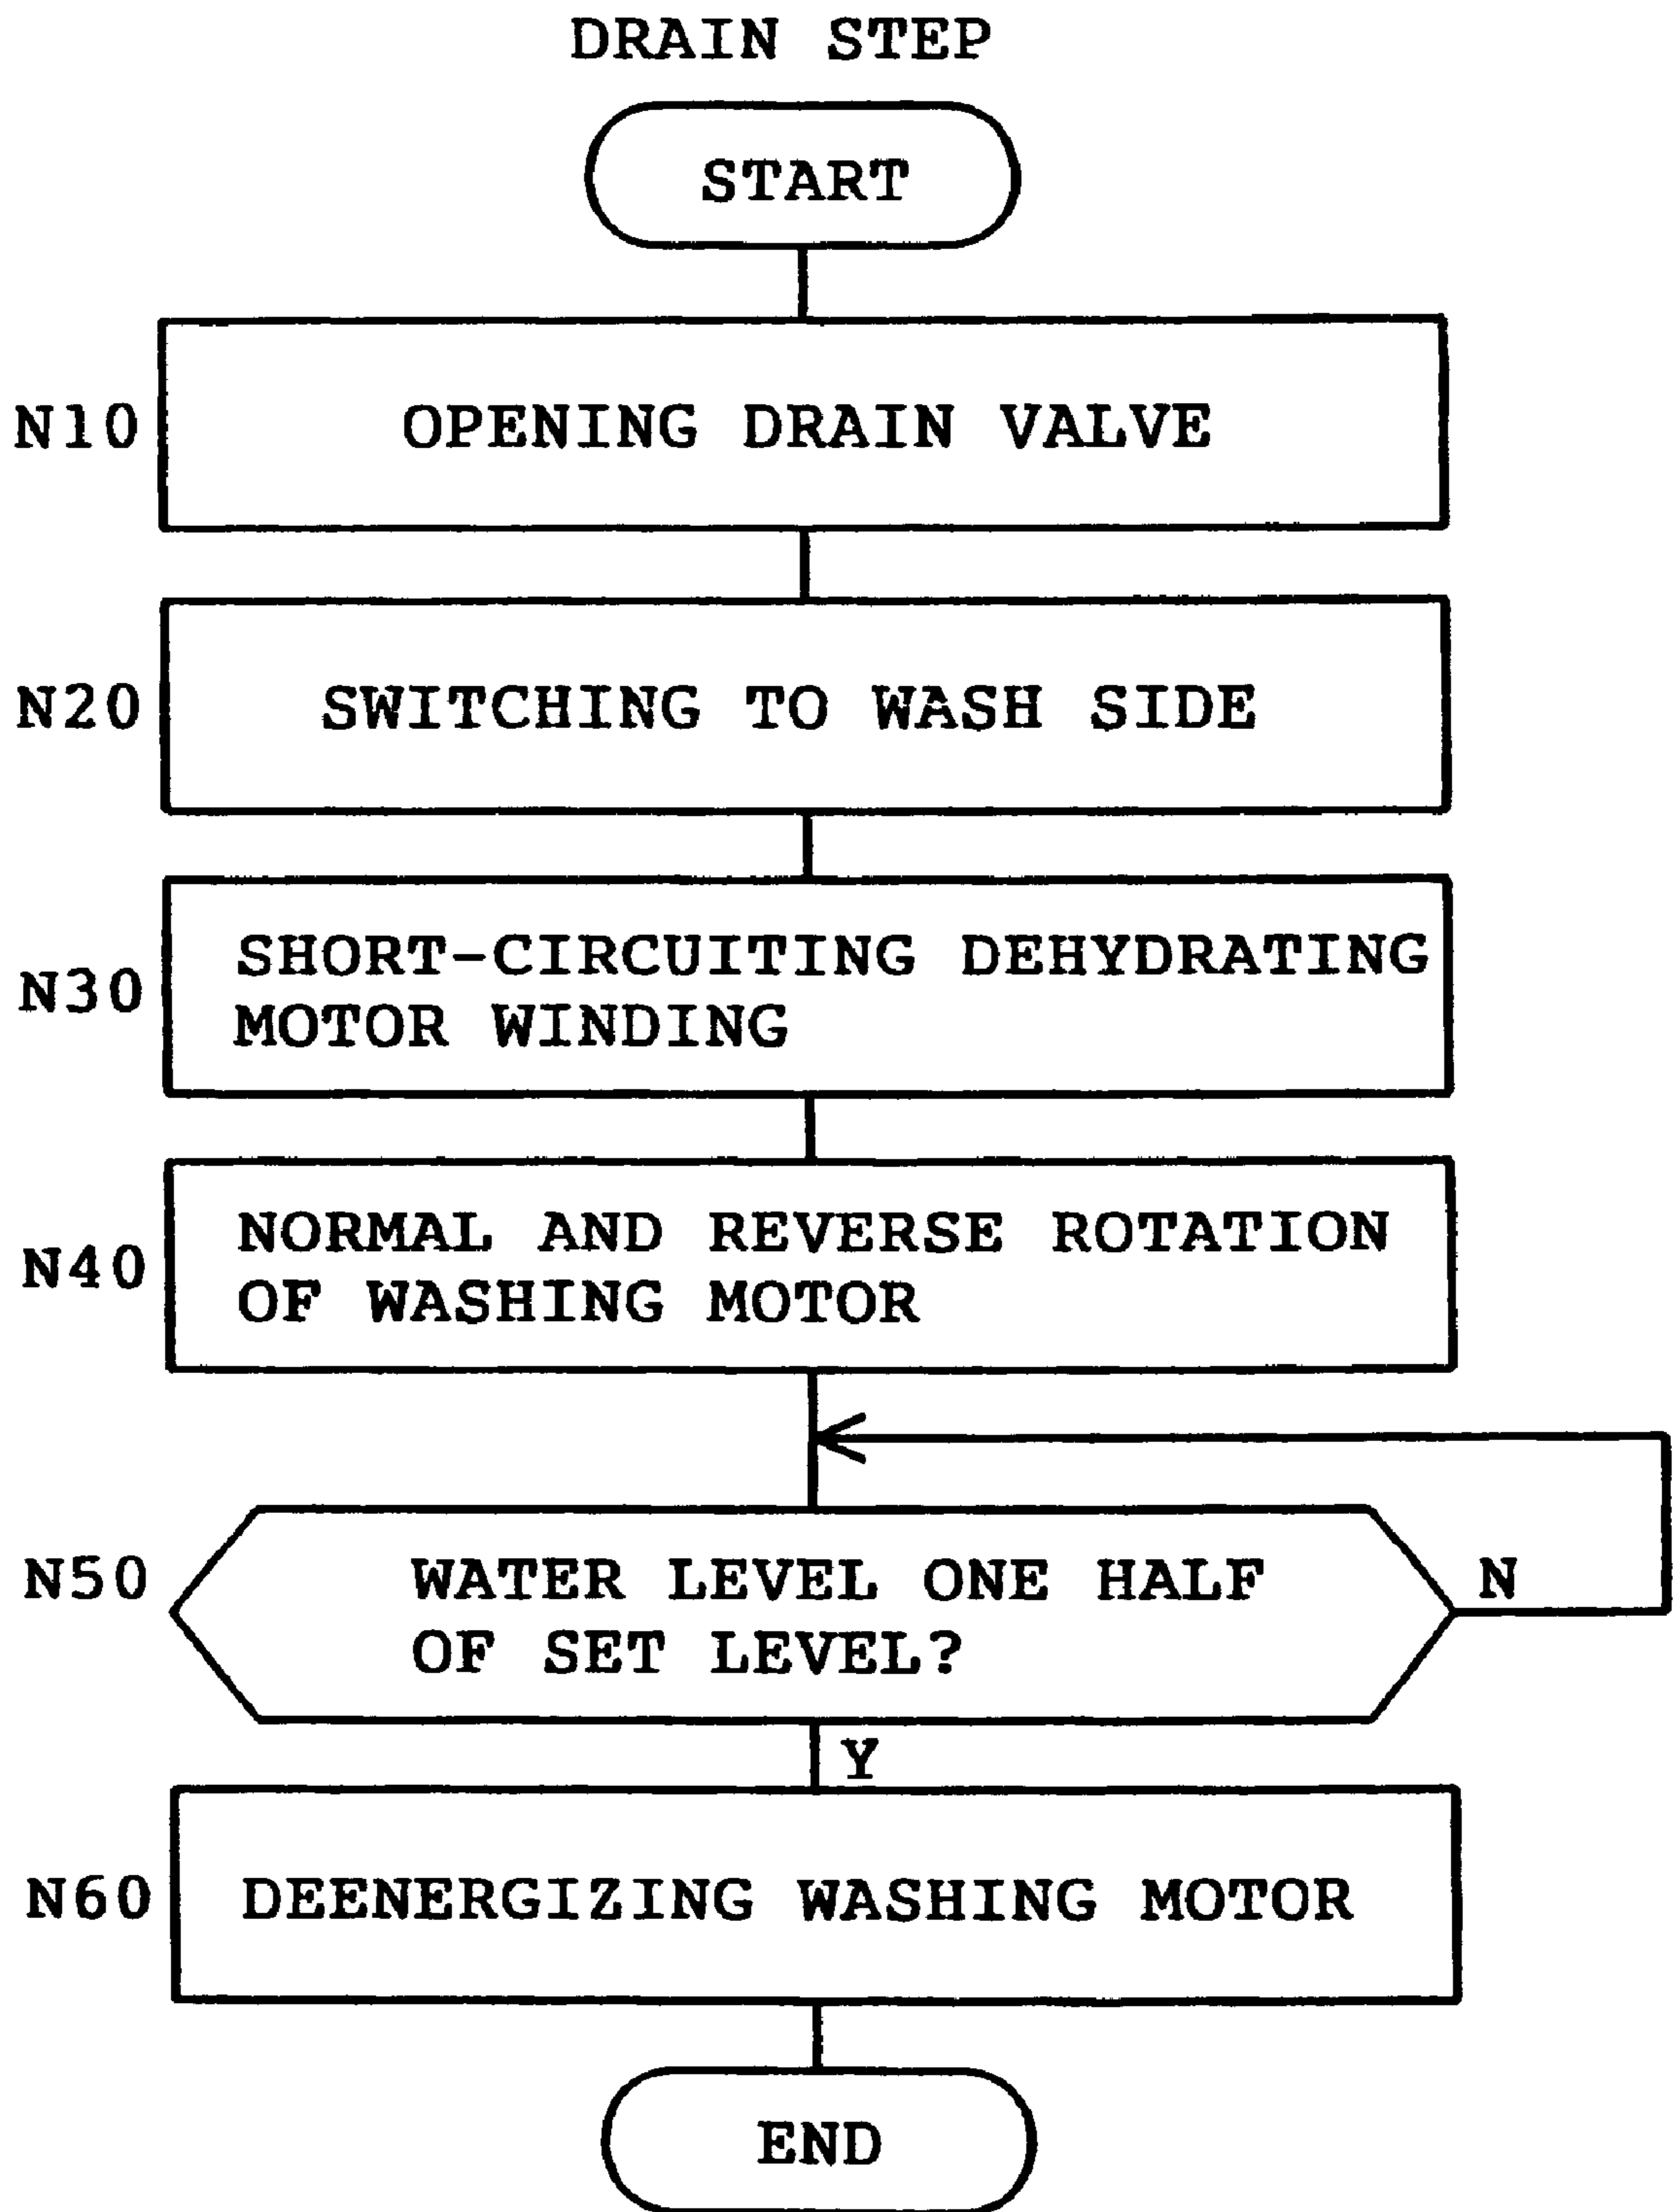 DRAIN STEP
START
N10
OPENING DRAIN VALVE
N20
SWITCHING TO WASH SIDE
N30
SHORT-CIRCUITING DEHYDRATING
MOTOR WINDING
N40
NORMAL AND REVERSE ROTATION
OF WASHING MOTOR
N50
WATER LEVEL ONE HALF
OF SET LEVEL?
N
Y
N60
DEENERGIZING WASHING MOTOR
END